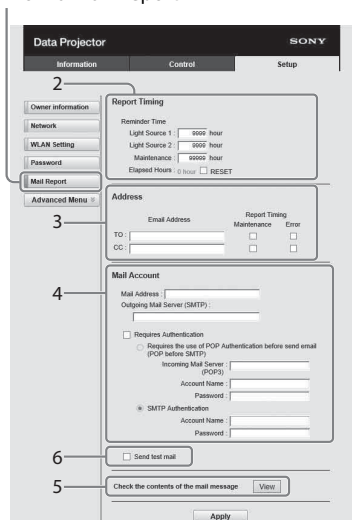 Data Projector SONY
Information Control Setup
2
Owner information
Network
WLAN Setting
Password
Mail Report
Advanced Menu
Report Timing
Reminder Time
Light Source 1 : 9999 hour
Light Source 2 : 9999 hour
Maintenance : 99999 hour
Elapsed Hours : 0 hour RESET
3
Address
Email Address
Report Timing
Maintenance Error
TO :
CC :
4
Mail Account
Mail Address :
Outgoing Mail Server (SMTP) :
Requires Authentication
Requires the use of POP Authentication before send email
(POP before SMTP)
Incoming Mail Server :
(POP3)
Account Name :
Password :
SMTP Authentication
Account Name :
Password :
6
Send test mail
5
Check the contents of the mail message View
Apply